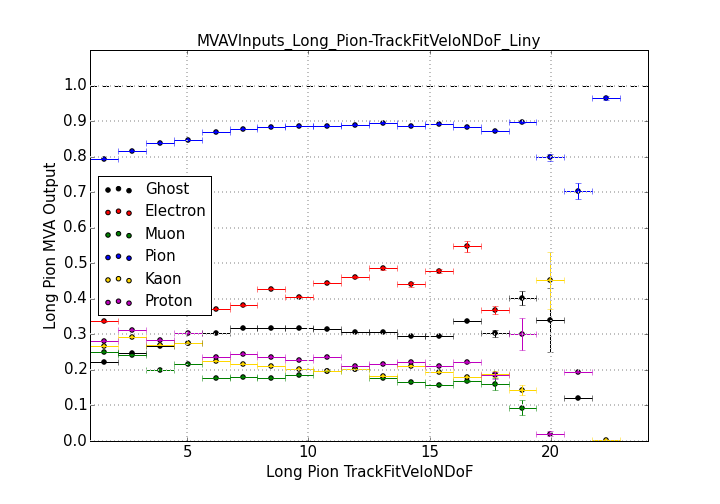 MVAVInputs_Long_Pion-TrackFitVeloNDoF_Liny
Long Pion MVA Output
1.0
0.9
0.8
0.7
0.6
0.5
0.4
0.3
0.2
0.1
0.0
Ghost
Electron
Muon
Pion
Kaon
Proton
5
10
15
20
Long Pion TrackFitVeloNDoF